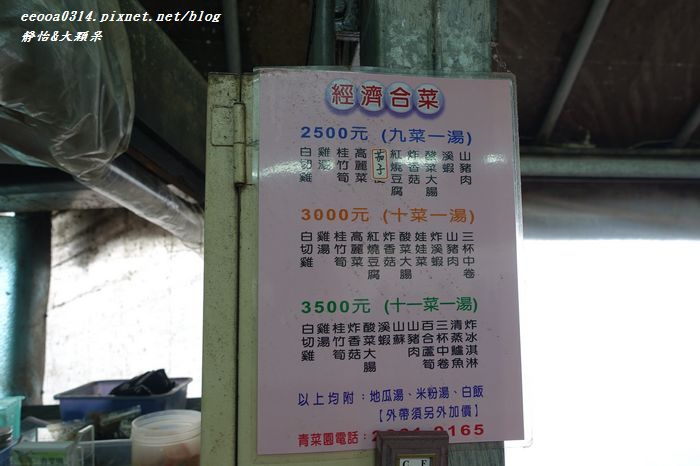 eeooa0314.pixnet.net/blog
靜怡&大顆呆
經濟合菜
2500元 (九菜一湯)
白切雞
雞湯
桂竹筍
高麗菜
茄子
紅燒豆腐
炸香菇
酸菜大腸
溪蝦
山豬肉
3000元 (十菜一湯)
白切雞
雞湯
桂竹筍
高麗菜
紅燒豆腐
炸香菇
酸菜大腸
娃娃菜
炸溪蝦
山豬肉
三杯中卷
3500元 (十一菜一湯)
白切雞
雞湯
桂竹筍
炸香菇
酸菜大腸
溪蝦
山蘇
山豬肉
百合蘆筍
三杯中卷
清蒸鱸魚
炸冰淇淋
以上均附：地瓜湯、米粉湯、白飯
【外帶須另外加價】
青菜園電話：2 9165
C F